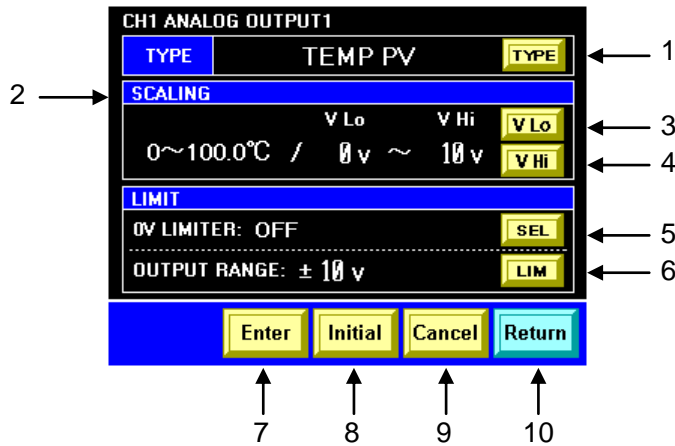 CH1 ANALOG OUTPUT1
TYPE TEMP PV TYPE 1
2 SCALING
V Lo V Hi V Lo 3
0～100.0℃ / 0 v ～ 10 v V Hi 4
LIMIT
0V LIMITER: OFF SEL 5
OUTPUT RANGE: ± 10 v LIM 6
Enter Initial Cancel Return
7 8 9 10